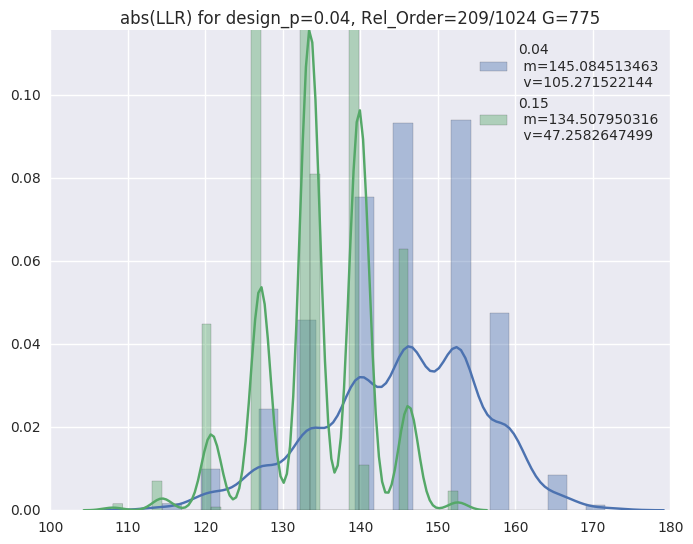 abs(LLR) for design_p=0.04, Rel_Order=209/1024 G=775
0.04
m=145.084513463
v=105.271522144
0.15
m=134.507950316
v=47.2582647499
0.10
0.08
0.06
0.04
0.02
0.00
100 110 120 130 140 150 160 170 180